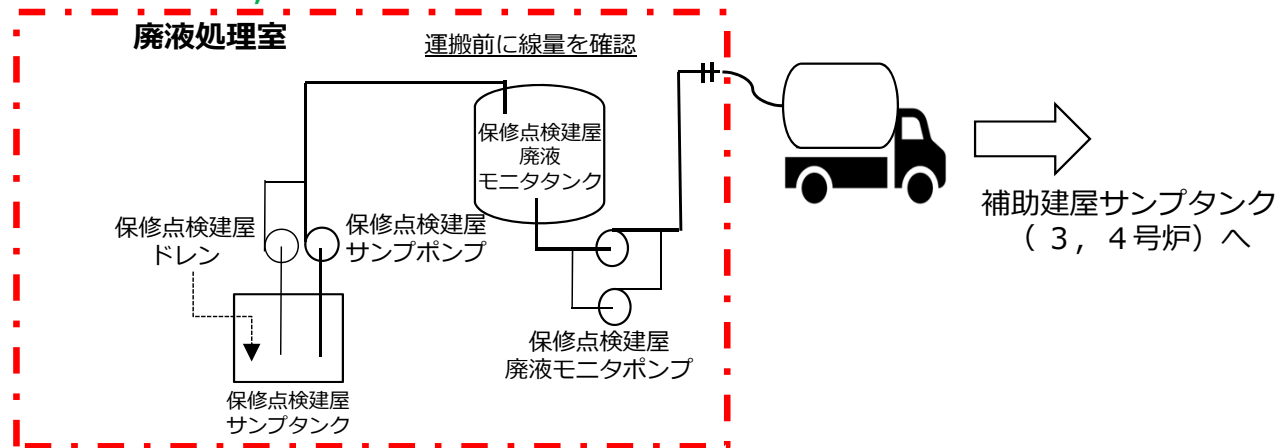 廃液処理室
運搬前に線量を確認
保修点検建屋
廃液
モニタタンク
保修点検建屋
ドレン
保修点検建屋
サンプポンプ
補助建屋サンプタンク
（３，４号炉）へ
保修点検建屋
廃液モニタポンプ
保修点検建屋
サンプタンク